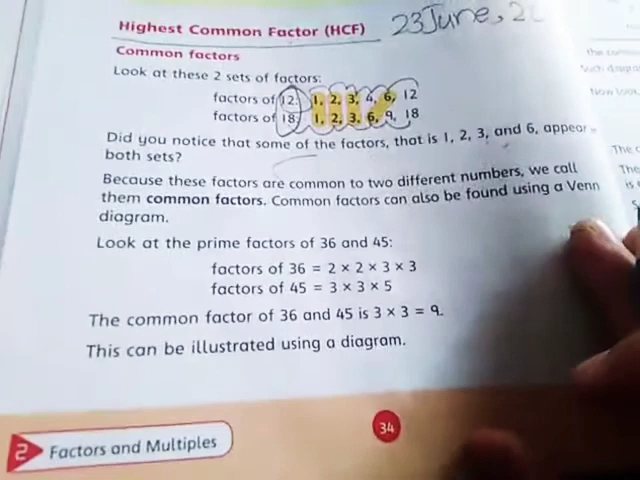 Highest Common Factor (HCF)
23 June, 2
Common factors
Look at these 2 sets of factors:
factors of 12: 1, 2, 3, 4, 6, 12
factors of 18: 1, 2, 3, 6, 9, 18
Did you notice that some of the factors, that is 1, 2, 3, and 6, appear
both sets?
Because these factors are common to two different numbers, we call
them common factors. Common factors can also be found using a Venn
diagram.
Look at the prime factors of 36 and 45:
factors of 36 = 2 × 2 × 3 × 3
factors of 45 = 3 × 3 × 5
The common factor of 36 and 45 is 3 × 3 = 9.
This can be illustrated using a diagram.
2 Factors and Multiples
34
Now look,
The
The
is